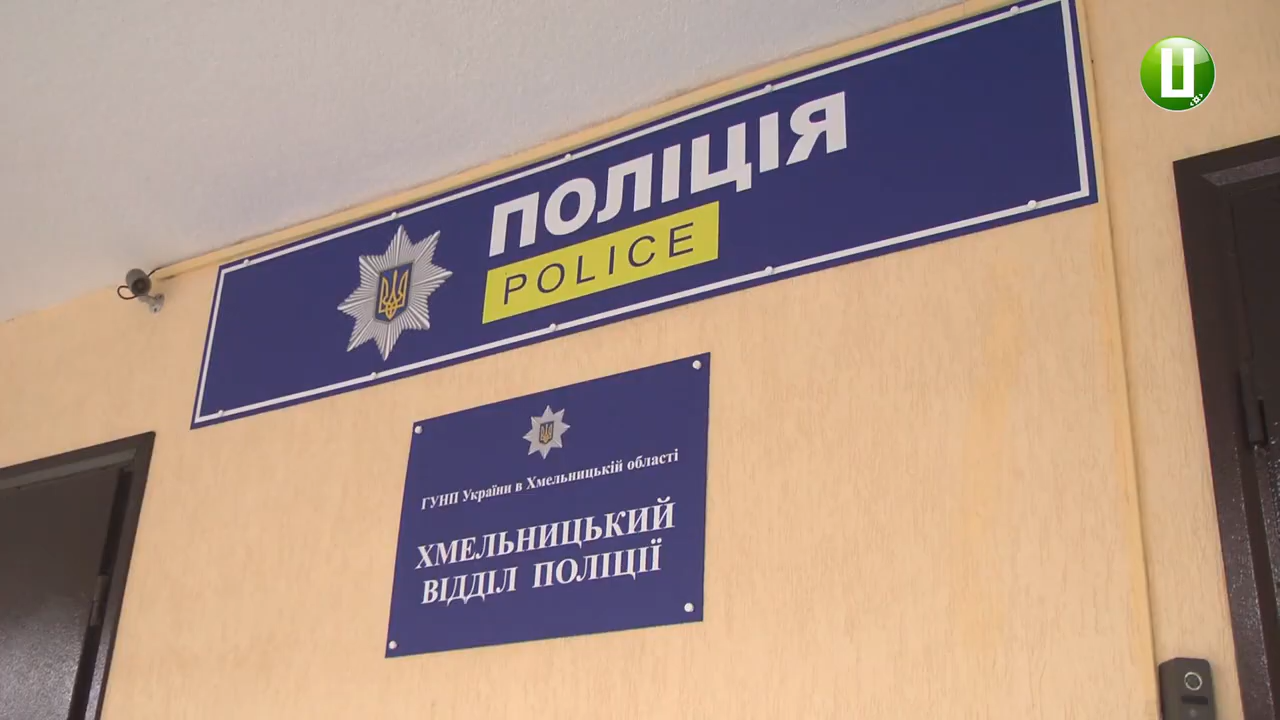 ПОЛІЦІЯ
POLICE
ГУНП України в Хмельницькій області
ХМЕЛЬНИЦЬКИЙ
ВІДДІЛ ПОЛІЦІЇ
Ц